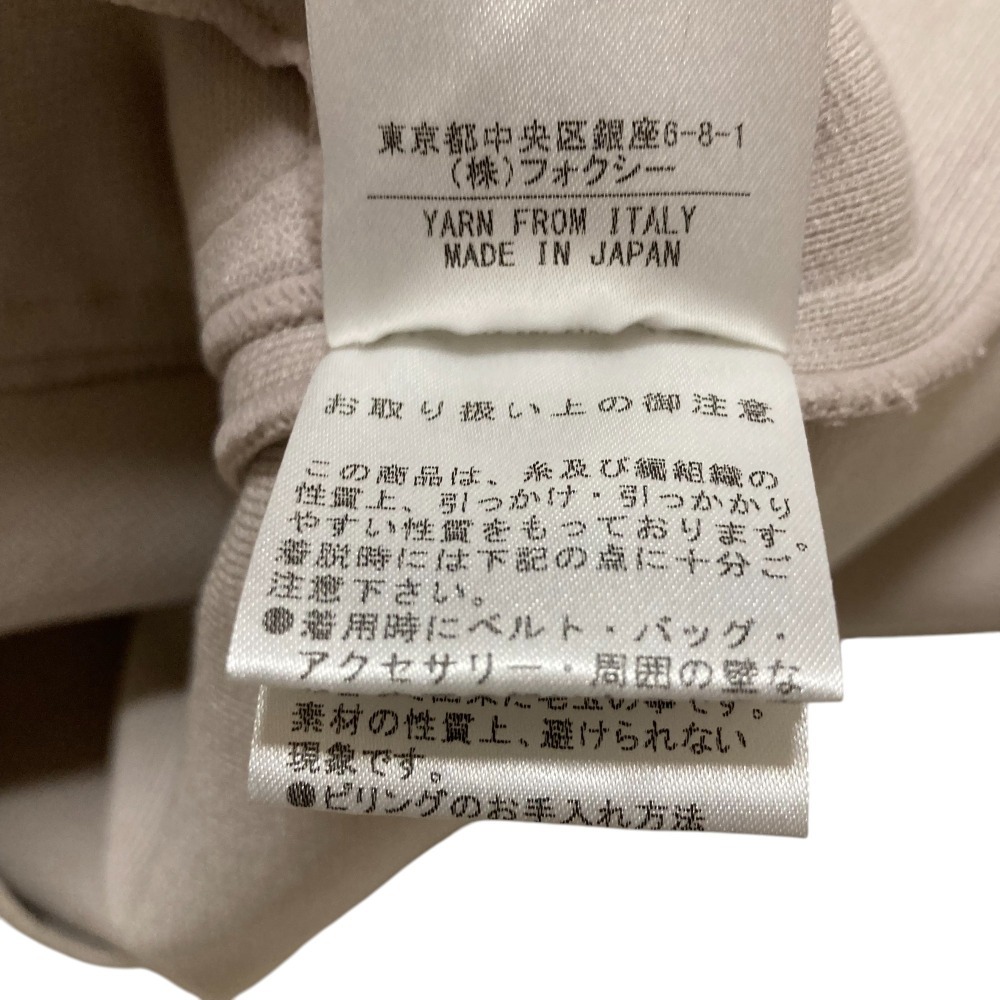 東京都中央区銀座6-8-1
(株)フォクシー
YARN FROM ITALY
MADE IN JAPAN
お取り扱い上の御注意
この商品は、糸及び編組織の
性質上、引っかけ・引っかかり
やすい性質をもっております。
着脱時には下記の点に十分ご
注意下さい。
●着用時にベルト・バッグ・
アクセサリー・周囲の壁な
毛玉の事です。
素材の性質上、避けられない
現象です。
●ピリングのお手入れ方法